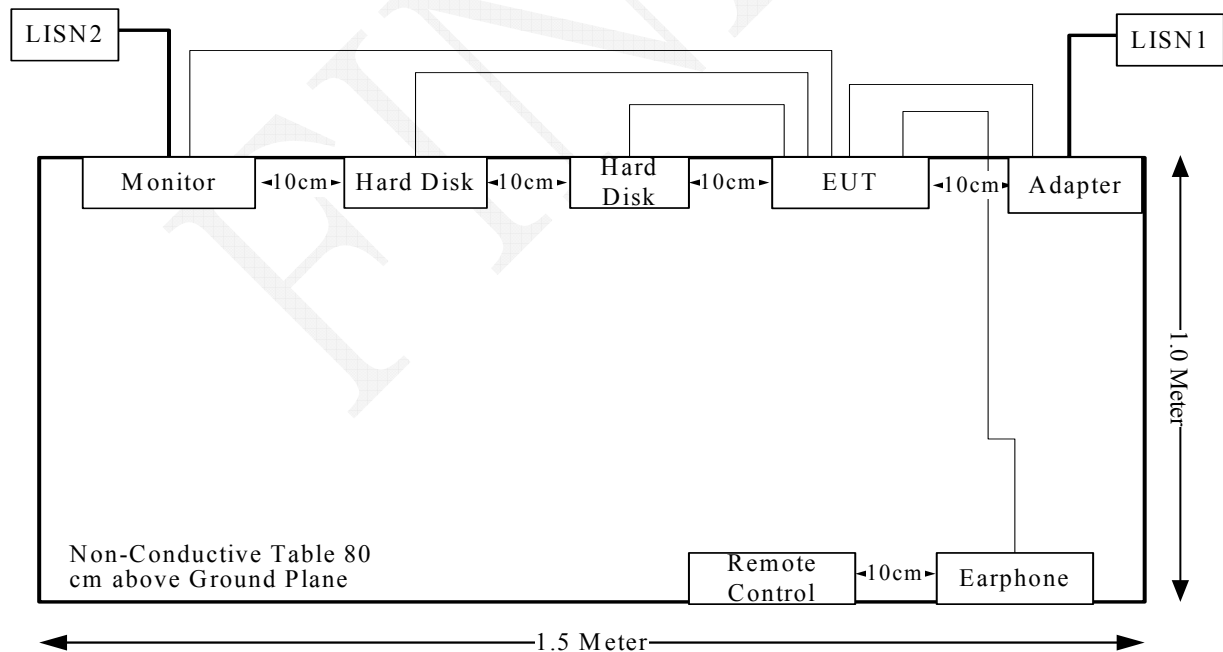 LISN2
LISN1
Monitor
10cm
Hard Disk
10cm
Hard
Disk
10cm
EUT
10cm
Adapter
1.0 Meter
Non-Conductive Table 80
cm above Ground Plane
Remote
Control
10cm
Earphone
1.5 Meter